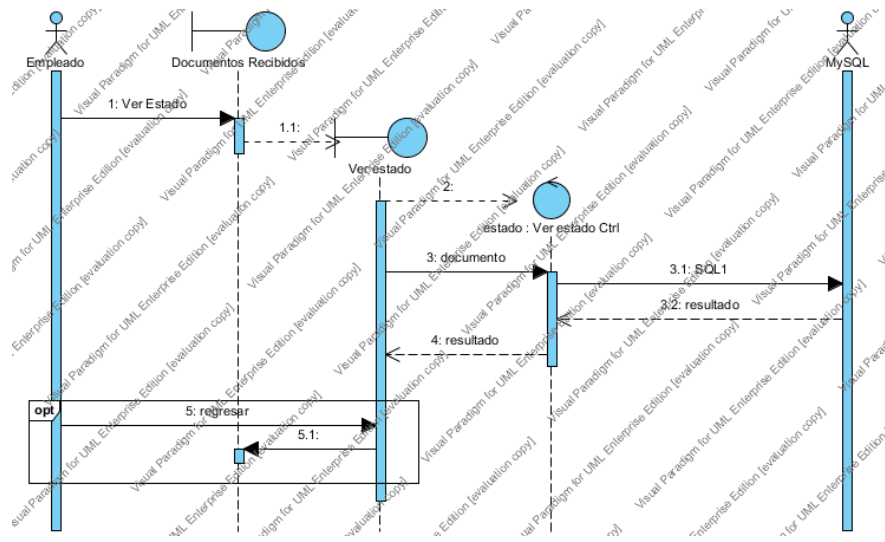 Empleado
Documentos Recibidos
MySQL
1: Ver Estado
1.1:
Ver estado
2:
estado : Ver estado Ctrl
3: documento
3.1: SQL1
3.2: resultado
4: resultado
opt
5: regresar
5.1:
Visual Paradigm for UML Enterprise Edition [evaluation copy]